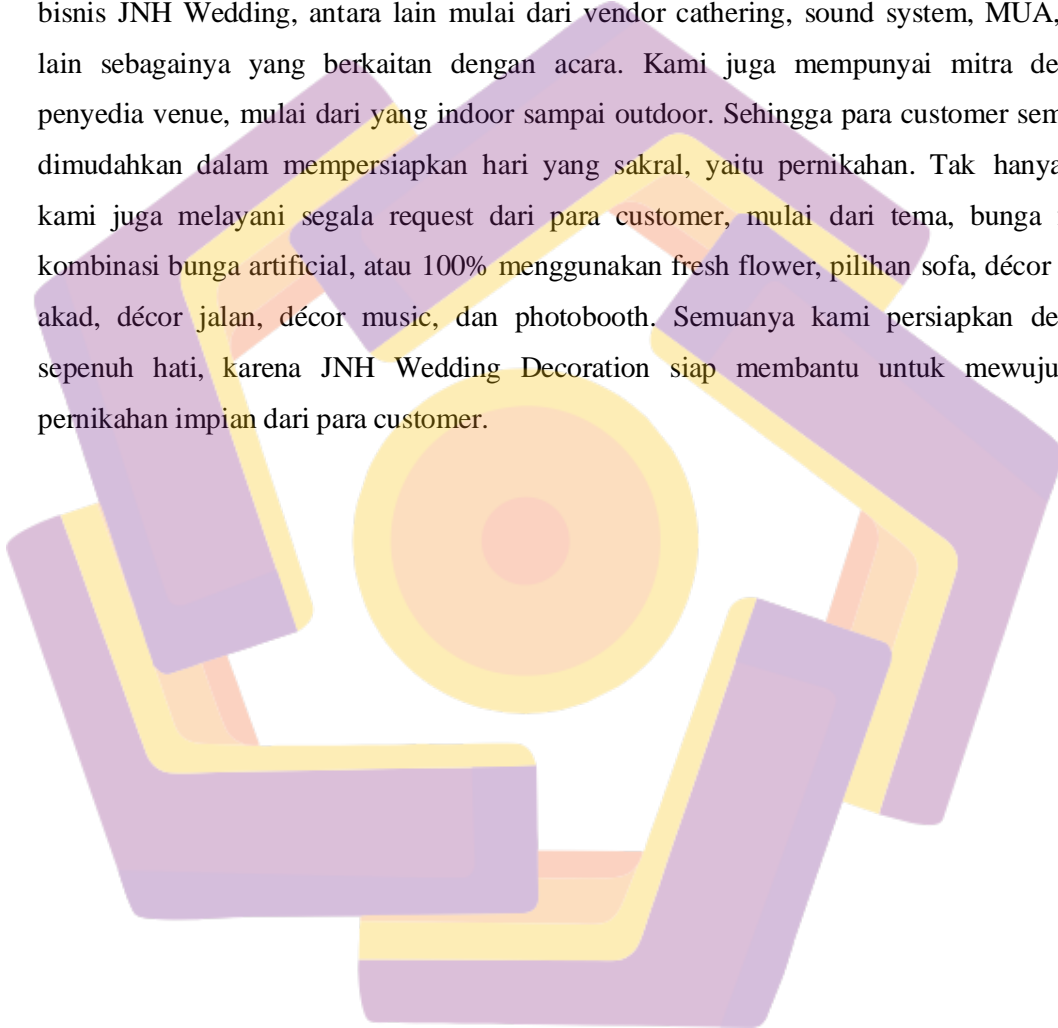 bisnis JNH Wedding, antara lain mulai dari vendor cathering, sound system, MUA,
lain sebagainya yang berkaitan dengan acara. Kami juga mempunyai mitra de
penyedia venue, mulai dari yang indoor sampai outdoor. Sehingga para customer sem
dimudahkan dalam mempersiapkan hari yang sakral, yaitu pernikahan. Tak hanya
kami juga melayani segala request dari para customer, mulai dari tema, bunga
kombinasi bunga artificial, atau 100% menggunakan fresh flower, pilihan sofa, décor
akad, décor jalan, décor music, dan photobooth. Semuanya kami persiapkan de
sepenuh hati, karena JNH Wedding Decoration siap membantu untuk mewuju
pernikahan impian dari para customer.